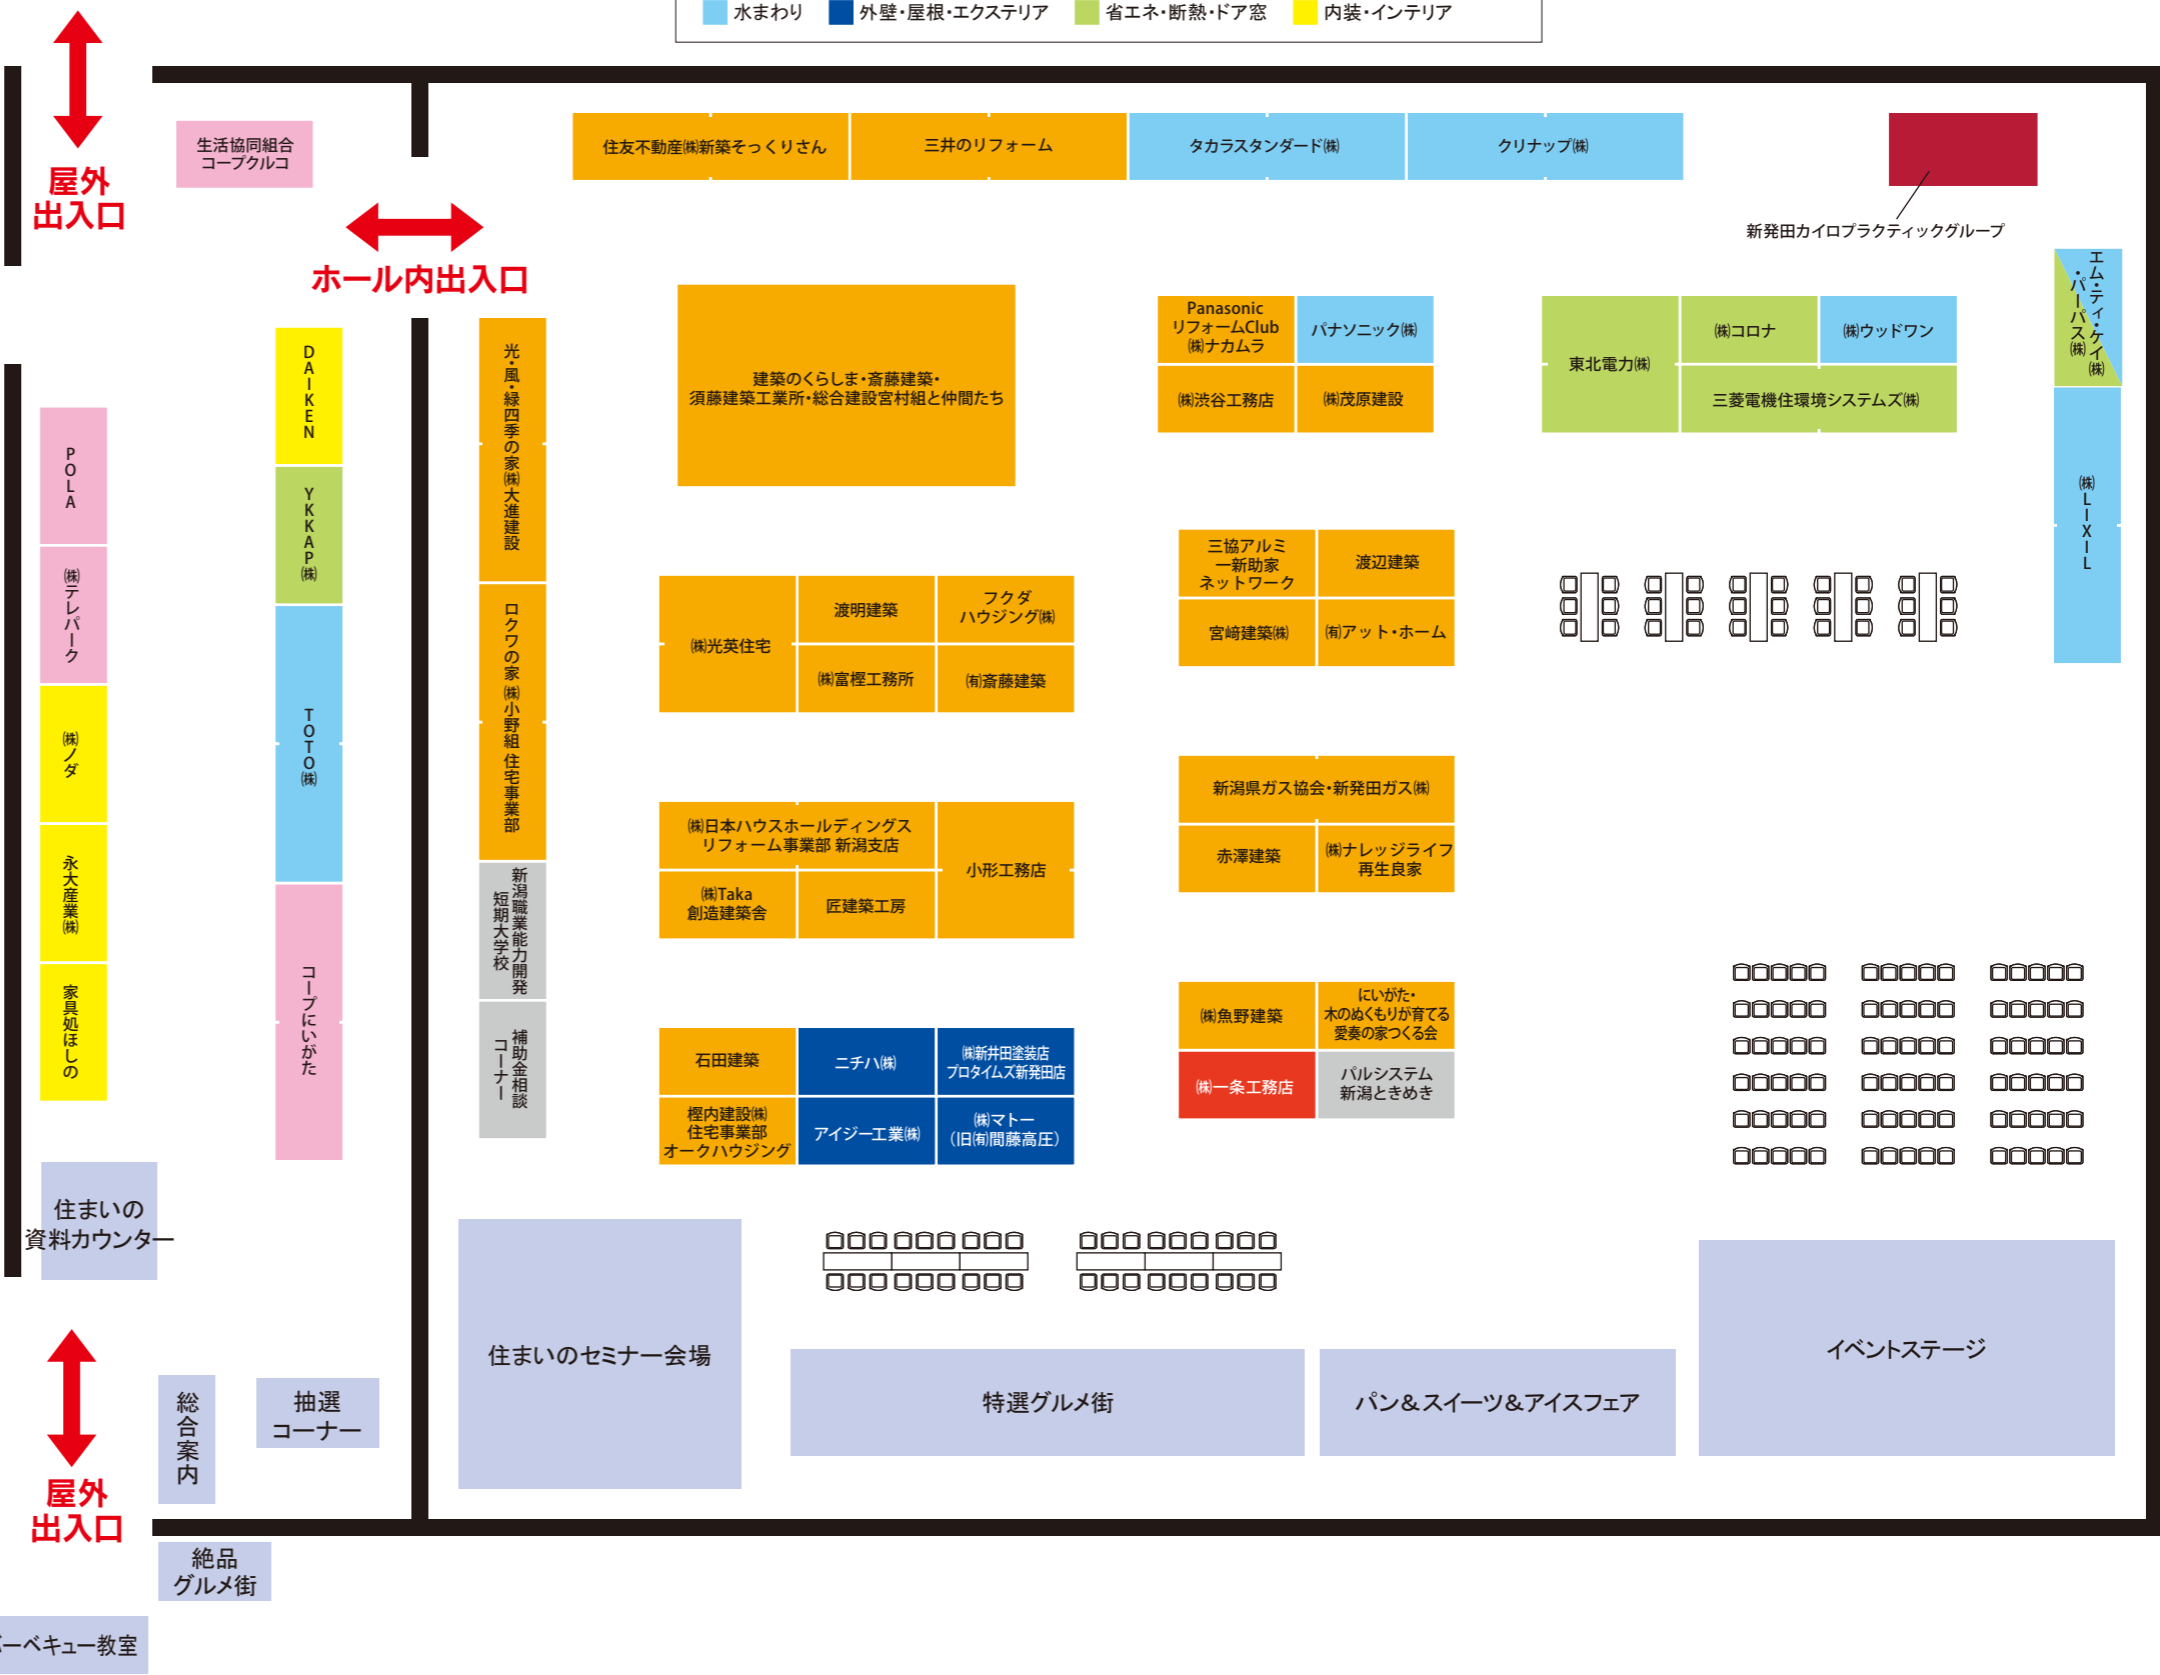 水まわり
外壁・屋根・エクステリア
省エネ・断熱・ドア窓
内装・インテリア
屋外
出入口
生活協同組合
コープクルコ
ホール内出入口
住友不動産㈱新築そっくりさん
三井のリフォーム
タカラスタンダード㈱
クリナップ㈱
新発田カイロプラクティックグループ
エム・ティ・ケイ㈱
・パーパス㈱
㈱LIXIL
POLA
㈱テレパーク
㈱ノダ
永大産業㈱
家具処ほしの
DAIKEN
YKKAP㈱
TOTO㈱
コープにいがた
光・風・緑四季の家㈱大進建設
ロクワの家 ㈱小野組 住宅事業部
新潟職業能力開発
短期大学校
補助金相談
コーナー
建築のくらしま・斎藤建築・
須藤建築工業所・総合建設宮村組と仲間たち
Panasonic
リフォームClub
㈱ナカムラ
パナソニック㈱
㈱渋谷工務店
㈱茂原建設
東北電力㈱
㈱コロナ
㈱ウッドワン
三菱電機住環境システムズ㈱
㈱光英住宅
渡明建築
フクダ
ハウジング㈱
㈱富樫工務所
㈲斎藤建築
三協アルミ
一新助家
ネットワーク
渡辺建築
宮﨑建築㈱
㈲アット・ホーム
㈱日本ハウスホールディングス
リフォーム事業部 新潟支店
小形工務店
㈱Taka
創造建築舎
匠建築工房
新潟県ガス協会・新発田ガス㈱
赤澤建築
㈱ナレッジライフ
再生良家
石田建築
ニチハ㈱
㈱新井田塗装店
プロタイムズ新発田店
樫内建設㈱
住宅事業部
オークハウジング
アイジー工業㈱
㈱マトー
（旧㈲間藤高圧）
㈱魚野建築
にいがた・
木のぬくもりが育てる
愛奏の家つくる会
㈱一条工務店
パルシステム
新潟ときめき
住まいの
資料カウンター
屋外
出入口
総合案内
抽選
コーナー
住まいのセミナー会場
特選グルメ街
パン＆スイーツ＆アイスフェア
イベントステージ
絶品
グルメ街
ーベキュー教室